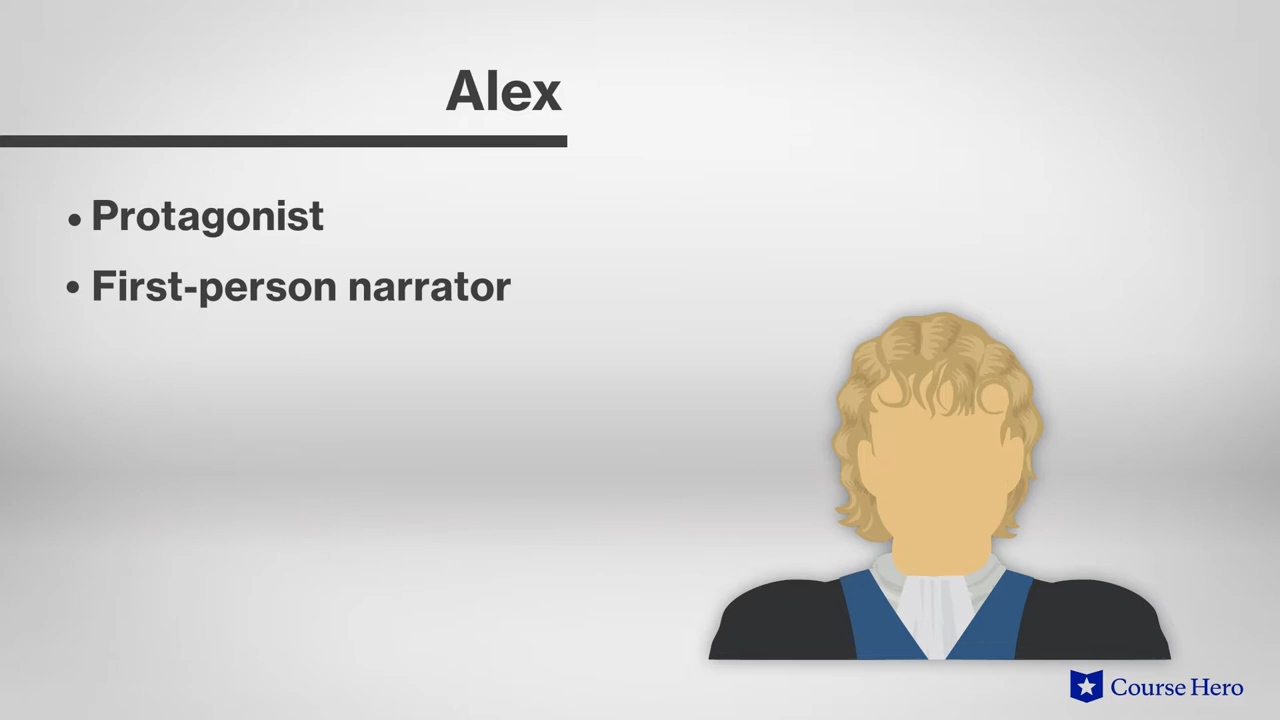 Alex
• Protagonist
• First-person narrator
Course Hero